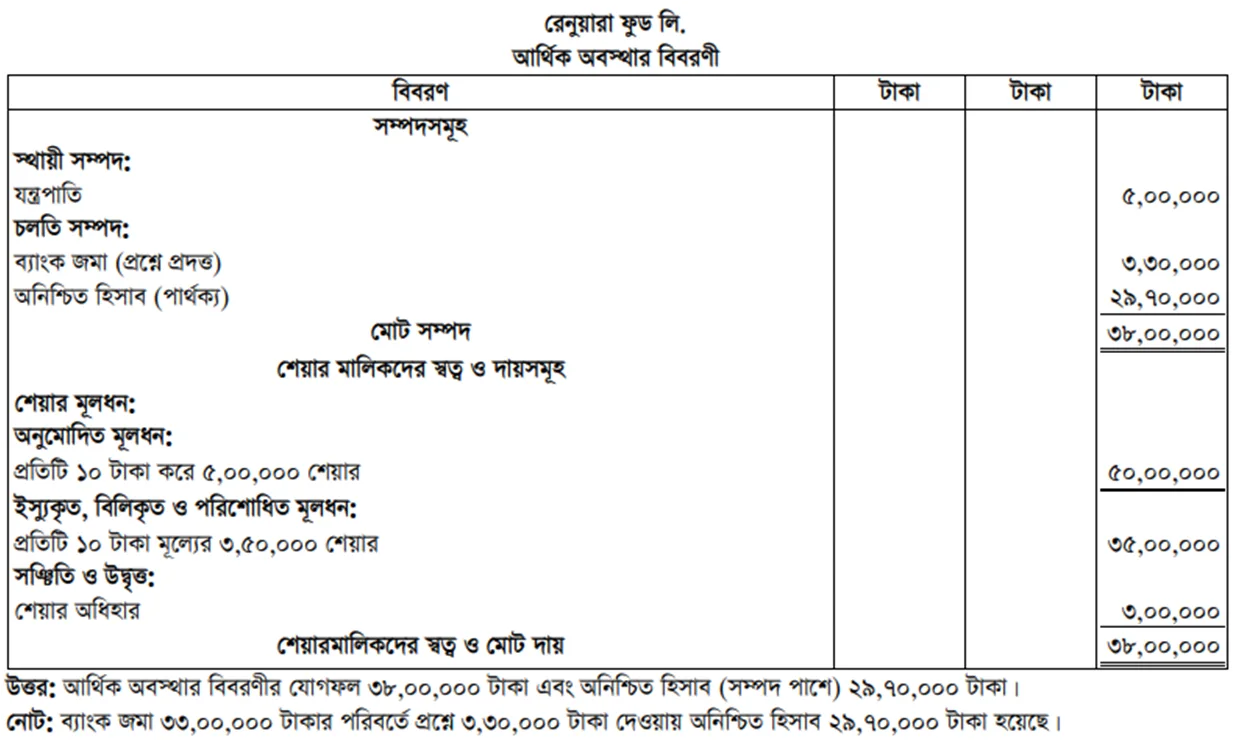 রেনুয়ারা ফুড লি.
আর্থিক অবস্থার বিবরণী
বিবরণ টাকা টাকা টাকা
সম্পদসমূহ
স্থায়ী সম্পদ:
যন্ত্রপাতি ৫,০০,০০০
চলতি সম্পদ:
ব্যাংক জমা (প্রশ্নে প্রদত্ত) ৩,৩০,০০০
অনিশ্চিত হিসাব (পার্থক্য) ২৯,৭০,০০০
মোট সম্পদ ৩৮,০০,০০০
শেয়ার মালিকদের স্বত্ব ও দায়সমূহ
শেয়ার মূলধন:
অনুমোদিত মূলধন:
প্রতিটি ১০ টাকা করে ৫,০০,০০০ শেয়ার ৫০,০০,০০০
ইস্যুকৃত, বিলিকৃত ও পরিশোধিত মূলধন:
প্রতিটি ১০ টাকা মূল্যের ৩,৫০,০০০ শেয়ার ৩৫,০০,০০০
সঞ্চিতি ও উদ্বৃত্ত:
শেয়ার অধিহার ৩,০০,০০০
শেয়ারমালিকদের স্বত্ব ও মোট দায় ৩৮,০০,০০০
উত্তর: আর্থিক অবস্থার বিবরণীর যোগফল ৩৮,০০,০০০ টাকা এবং অনিশ্চিত হিসাব (সম্পদ পাশে) ২৯,৭০,০০০ টাকা।
নোট: ব্যাংক জমা ৩৩,০০,০০০ টাকার পরিবর্তে প্রশ্নে ৩,৩০,০০০ টাকা দেওয়ায় অনিশ্চিত হিসাব ২৯,৭০,০০০ টাকা হয়েছে।